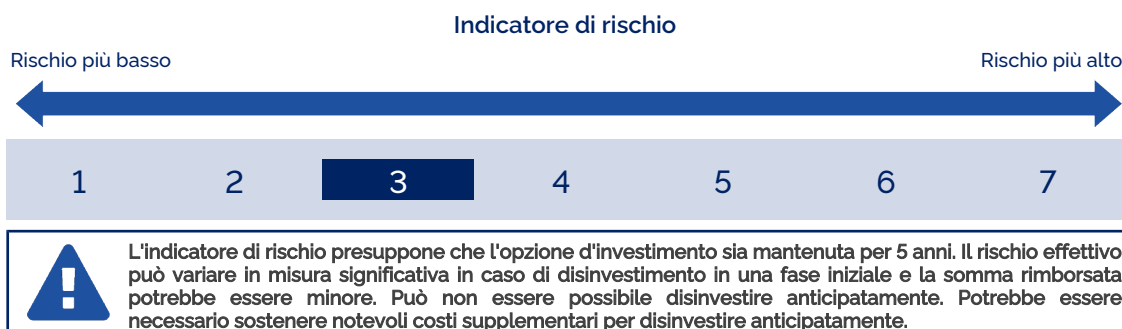 Indicatore di rischio
Rischio più basso Rischio più alto
1 2 3 4 5 6 7
L'indicatore di rischio presuppone che l'opzione d'investimento sia mantenuta per 5 anni. Il rischio effettivo
può variare in misura significativa in caso di disinvestimento in una fase iniziale e la somma rimborsata
potrebbe essere minore. Può non essere possibile disinvestire anticipatamente. Potrebbe essere
necessario sostenere notevoli costi supplementari per disinvestire anticipatamente.